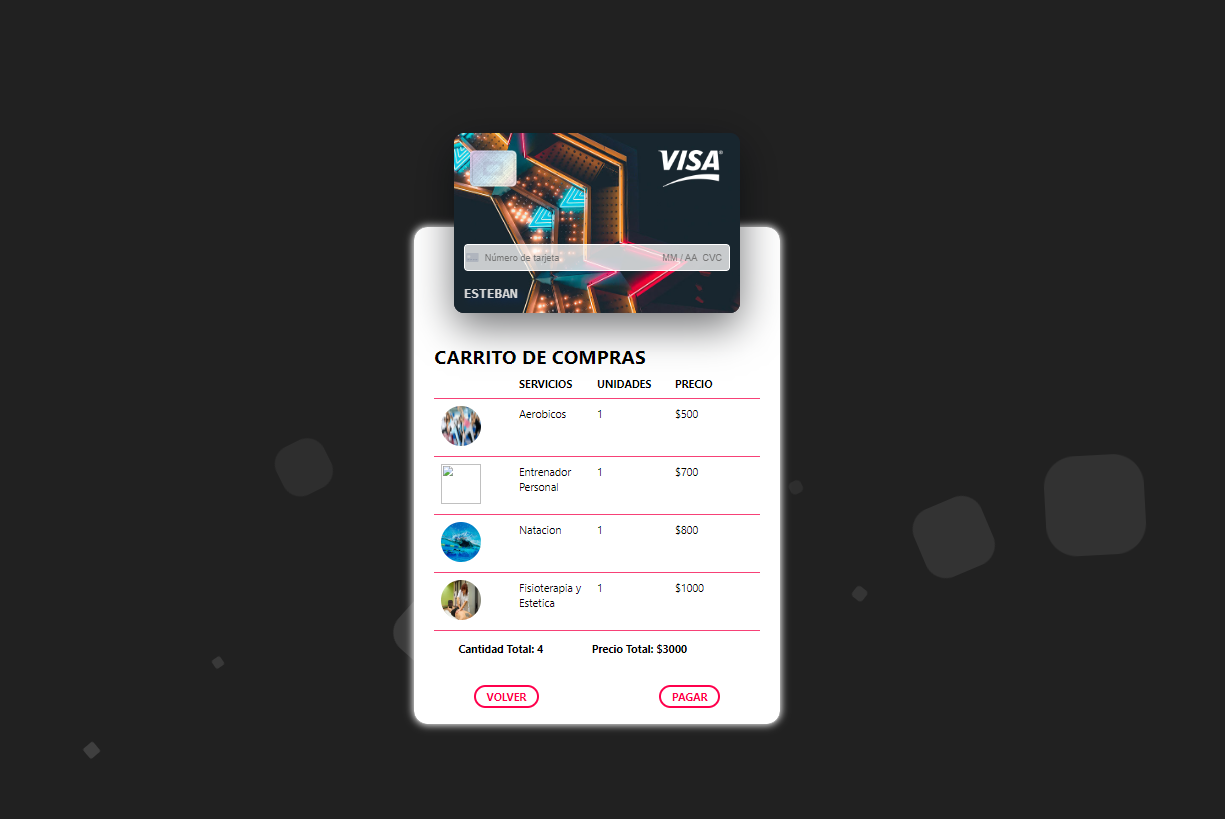 VISA
Número de tarjeta MM / AA CVC
ESTEBAN
CARRITO DE COMPRAS
SERVICIOS UNIDADES PRECIO
Aerobicos 1 $500
Entrenador 1 $700
Personal
Natacion 1 $800
Fisioterapia y 1 $1000
Estetica
Cantidad Total: 4 Precio Total: $3000
VOLVER PAGAR